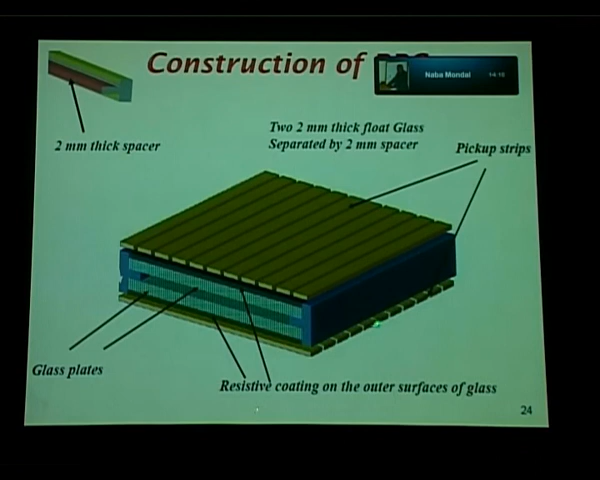 Construction of
Naba Mondal 14:10
2 mm thick spacer
Two 2 mm thick float Glass
Separated by 2 mm spacer
Pickup strips
Glass plates
Resistive coating on the outer surfaces of glass
24